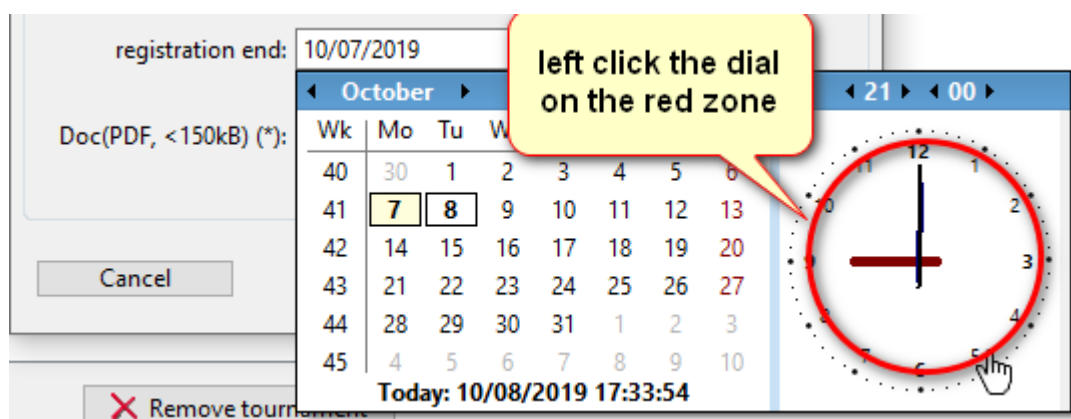 registration end: 10/07/2019
left click the dial
on the red zone
October 21 00
Doc(PDF, <150kB) (*):
Wk Mo Tu W
40 30 1 2 3 4 5 6
41 7 8 9 10 11 12 13
42 14 15 16 17 18 19 20
43 21 22 23 24 25 26 27
44 28 29 30 31 1 2 3
45 4 5 6 7 8 9 10
Today: 10/08/2019 17:33:54
12
11 1
10 2
9 3
8 4
7 5
6
Cancel
Remove tournament